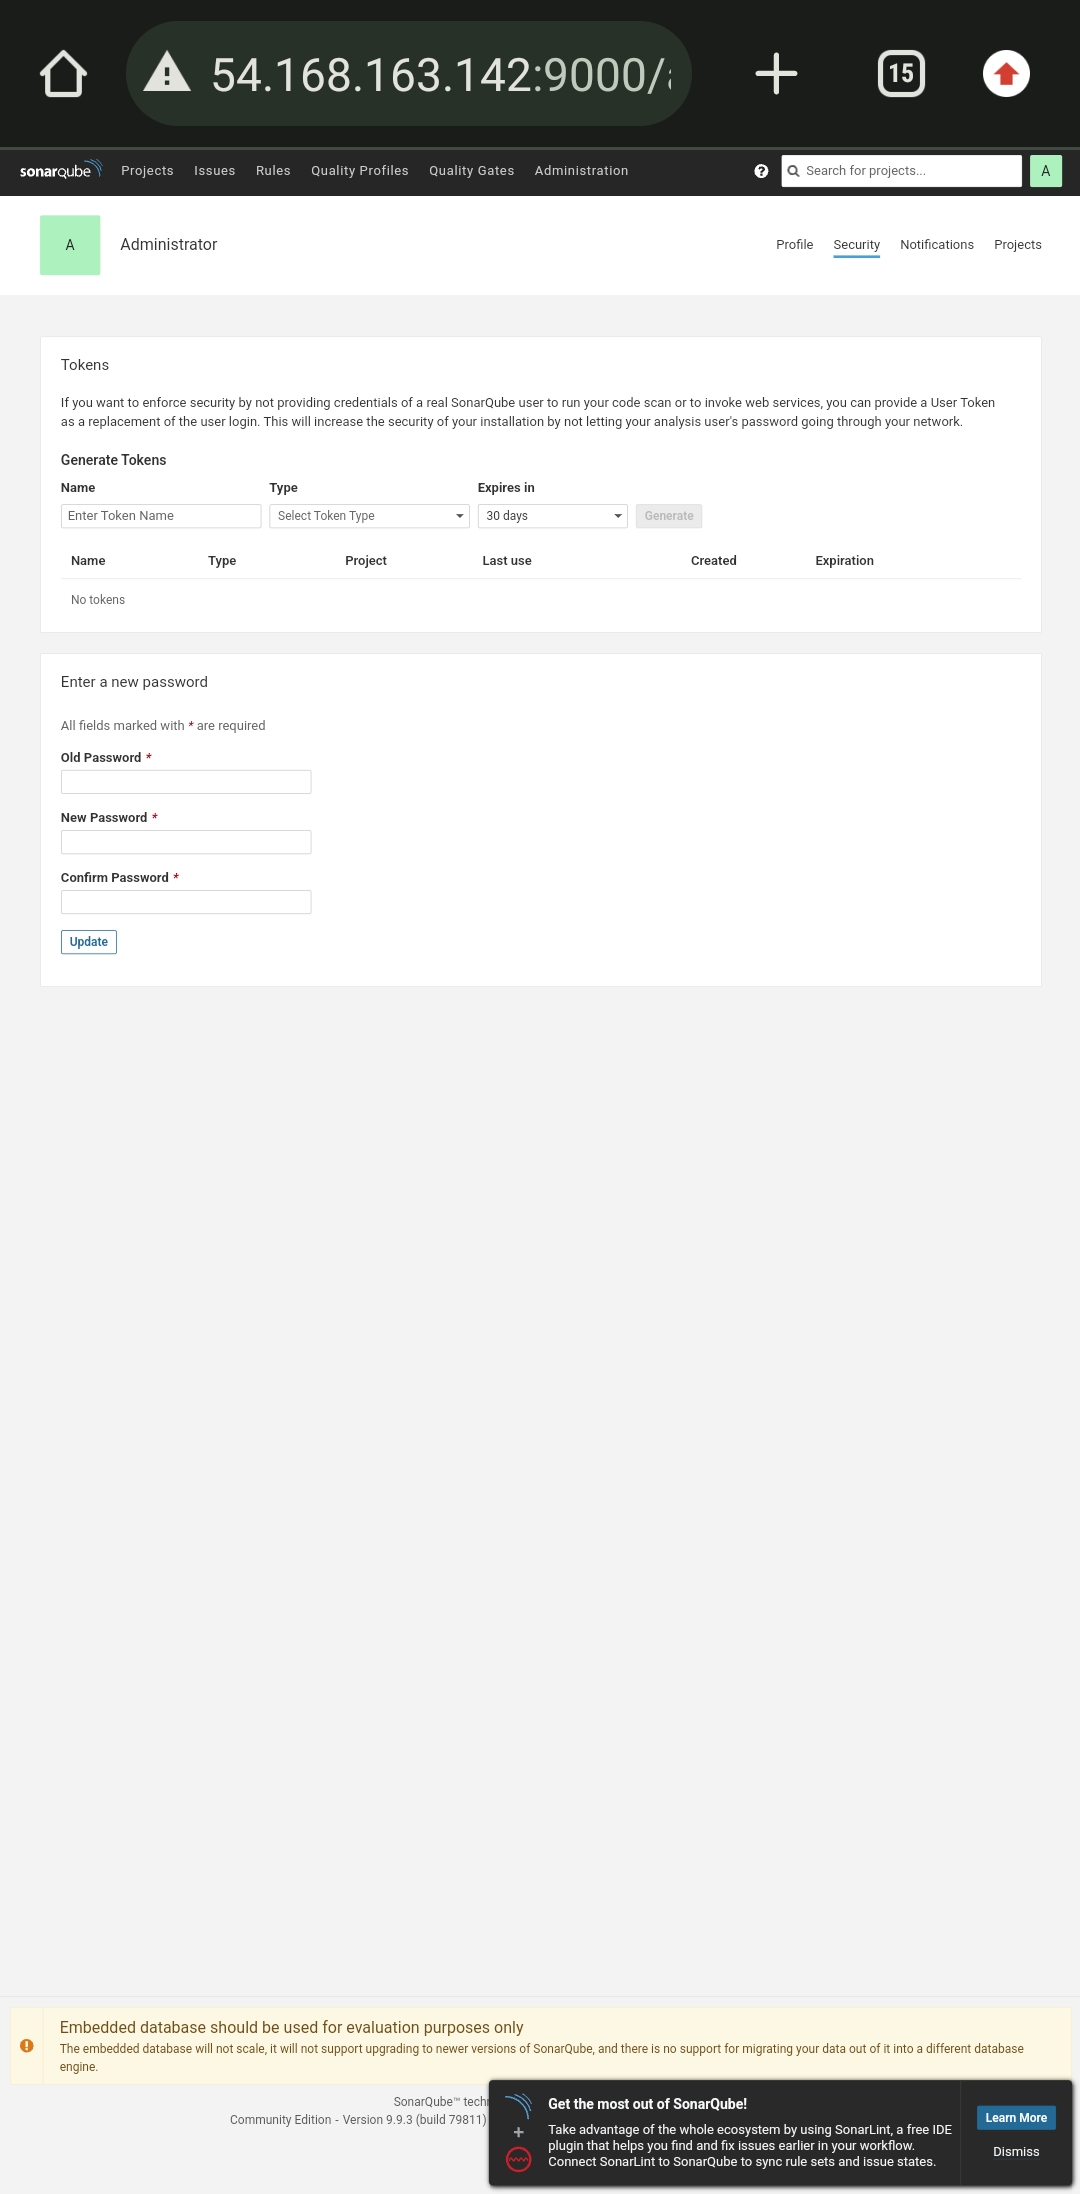 54.168.163.142:9000/
15
sonarqube Projects Issues Rules Quality Profiles Quality Gates Administration ? Search for projects... A
A Administrator Profile Security Notifications Projects
Tokens
If you want to enforce security by not providing credentials of a real SonarQube user to run your code scan or to invoke web services, you can provide a User Token
as a replacement of the user login. This will increase the security of your installation by not letting your analysis user's password going through your network.
Generate Tokens
Name Type Expires in
Enter Token Name Select Token Type 30 days Generate
Name Type Project Last use Created Expiration
No tokens
Enter a new password
All fields marked with * are required
Old Password *
New Password *
Confirm Password *
Update
Embedded database should be used for evaluation purposes only
The embedded database will not scale, it will not support upgrading to newer versions of SonarQube, and there is no support for migrating your data out of it into a different database
engine.
SonarQube™
Community Edition - Version 9.9.3 (build 79811)
Get the most out of SonarQube!
Take advantage of the whole ecosystem by using SonarLint, a free IDE
plugin that helps you find and fix issues earlier in your workflow.
Connect SonarLint to SonarQube to sync rule sets and issue states.
Learn More
Dismiss